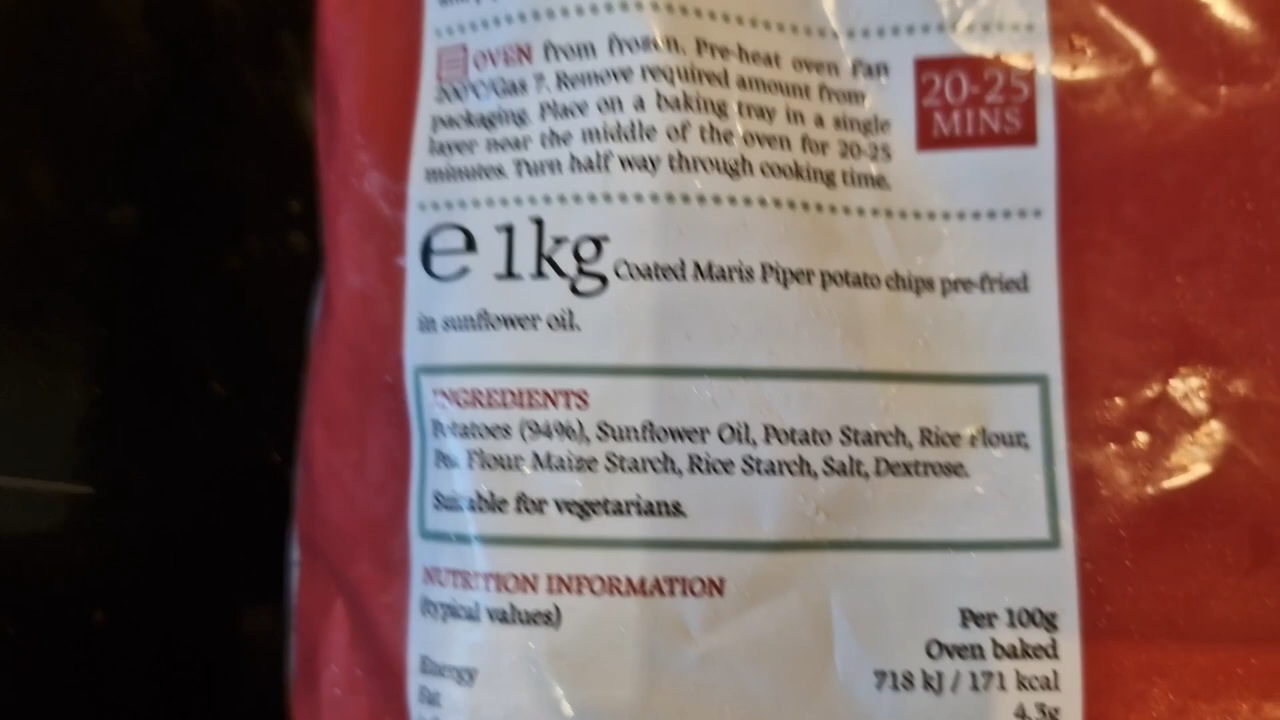 OVEN from frozen. Pre-heat oven Fan
200°C/Gas 7. Remove required amount from
packaging. Place on a baking tray in a single
layer near the middle of the oven for 20-25
minutes. Turn half way through cooking time.
20-25
MINS
e 1kg Coated Maris Piper potato chips pre-fried
in sunflower oil.
INGREDIENTS
Potatoes (94%), Sunflower Oil, Potato Starch, Rice Flour,
Flour, Maize Starch, Rice Starch, Salt, Dextrose.
Suitable for vegetarians.
NUTRITION INFORMATION
(typical values)
Per 100g
Oven baked
Energy 718 kJ / 171 kcal
Fat 4.3g